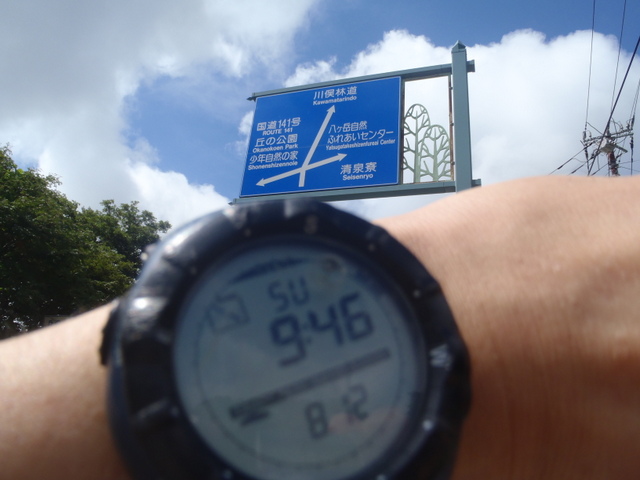 川俣林道
Kawamatarindo
国道141号
ROUTE 141
丘の公園
Okanokoen Park
少年自然の家
Shonenshizennoie
八ヶ岳自然
ふれあいセンター
Yatsugatakeshizenfureai Center
清泉寮
Seisenryo
SU
9:46
8-12